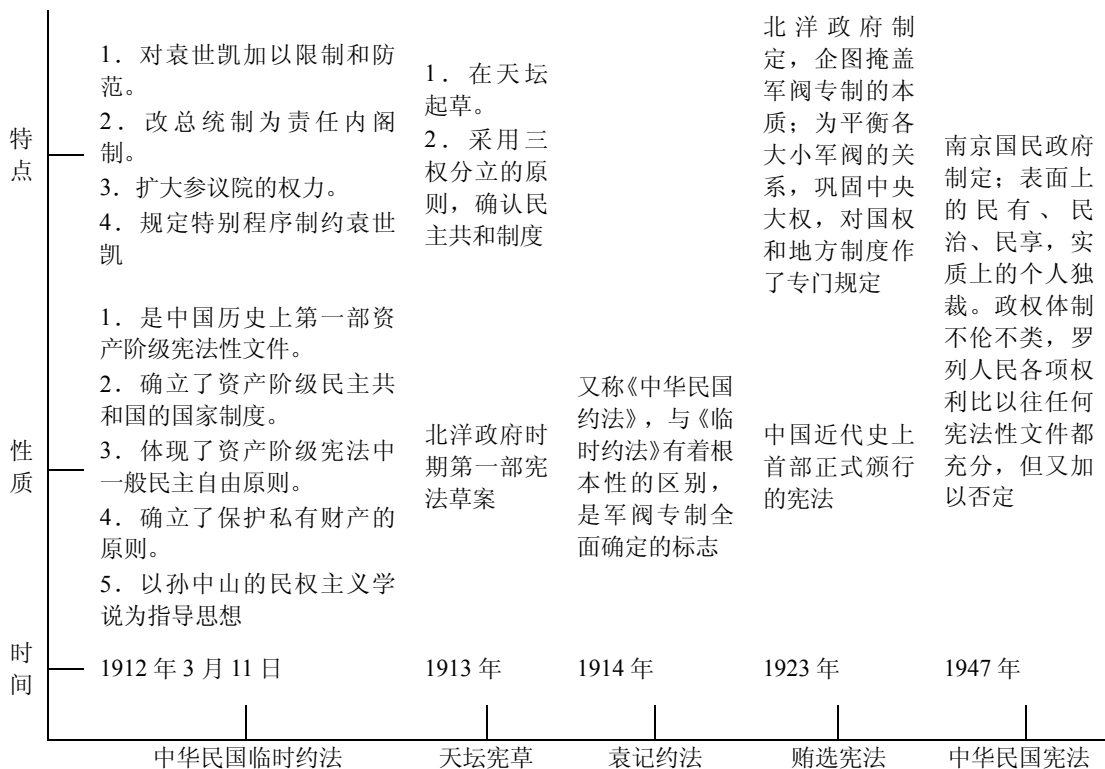 特点
1．对袁世凯加以限制和防
范。
2．改总统制为责任内阁
制。
3．扩大参议院的权力。
4．规定特别程序制约袁世
凯
1．在天坛
起草。
2．采用三
权分立的原
则，确认民
主共和制度
北洋政府制
定，企图掩盖
军阀专制的本
质；为平衡各
大小军阀的关
系，巩固中央
大权，对国权
和地方制度作
了专门规定
南京国民政府
制定；表面上
的民有、民
治、民享，实
质上的个人独
裁。政权体制
不伦不类，罗
列人民各项权
利比以往任何
宪法性文件都
充分，但又加
以否定
性质
1．是中国历史上第一部资
产阶级宪法性文件。
2．确立了资产阶级民主共
和国的国家制度。
3．体现了资产阶级宪法中
一般民主自由原则。
4．确立了保护私有财产的
原则。
5．以孙中山的民权主义学
说为指导思想
北洋政府时
期第一部宪
法草案
又称《中华民国
约法》，与《临
时约法》有着根
本性的区别，
是军阀专制全
面确定的标志
中国近代史上
首部正式颁行
的宪法
时间
1912 年 3 月 11 日
1913 年
1914 年
1923 年
1947 年
中华民国临时约法
天坛宪草
袁记约法
贿选宪法
中华民国宪法